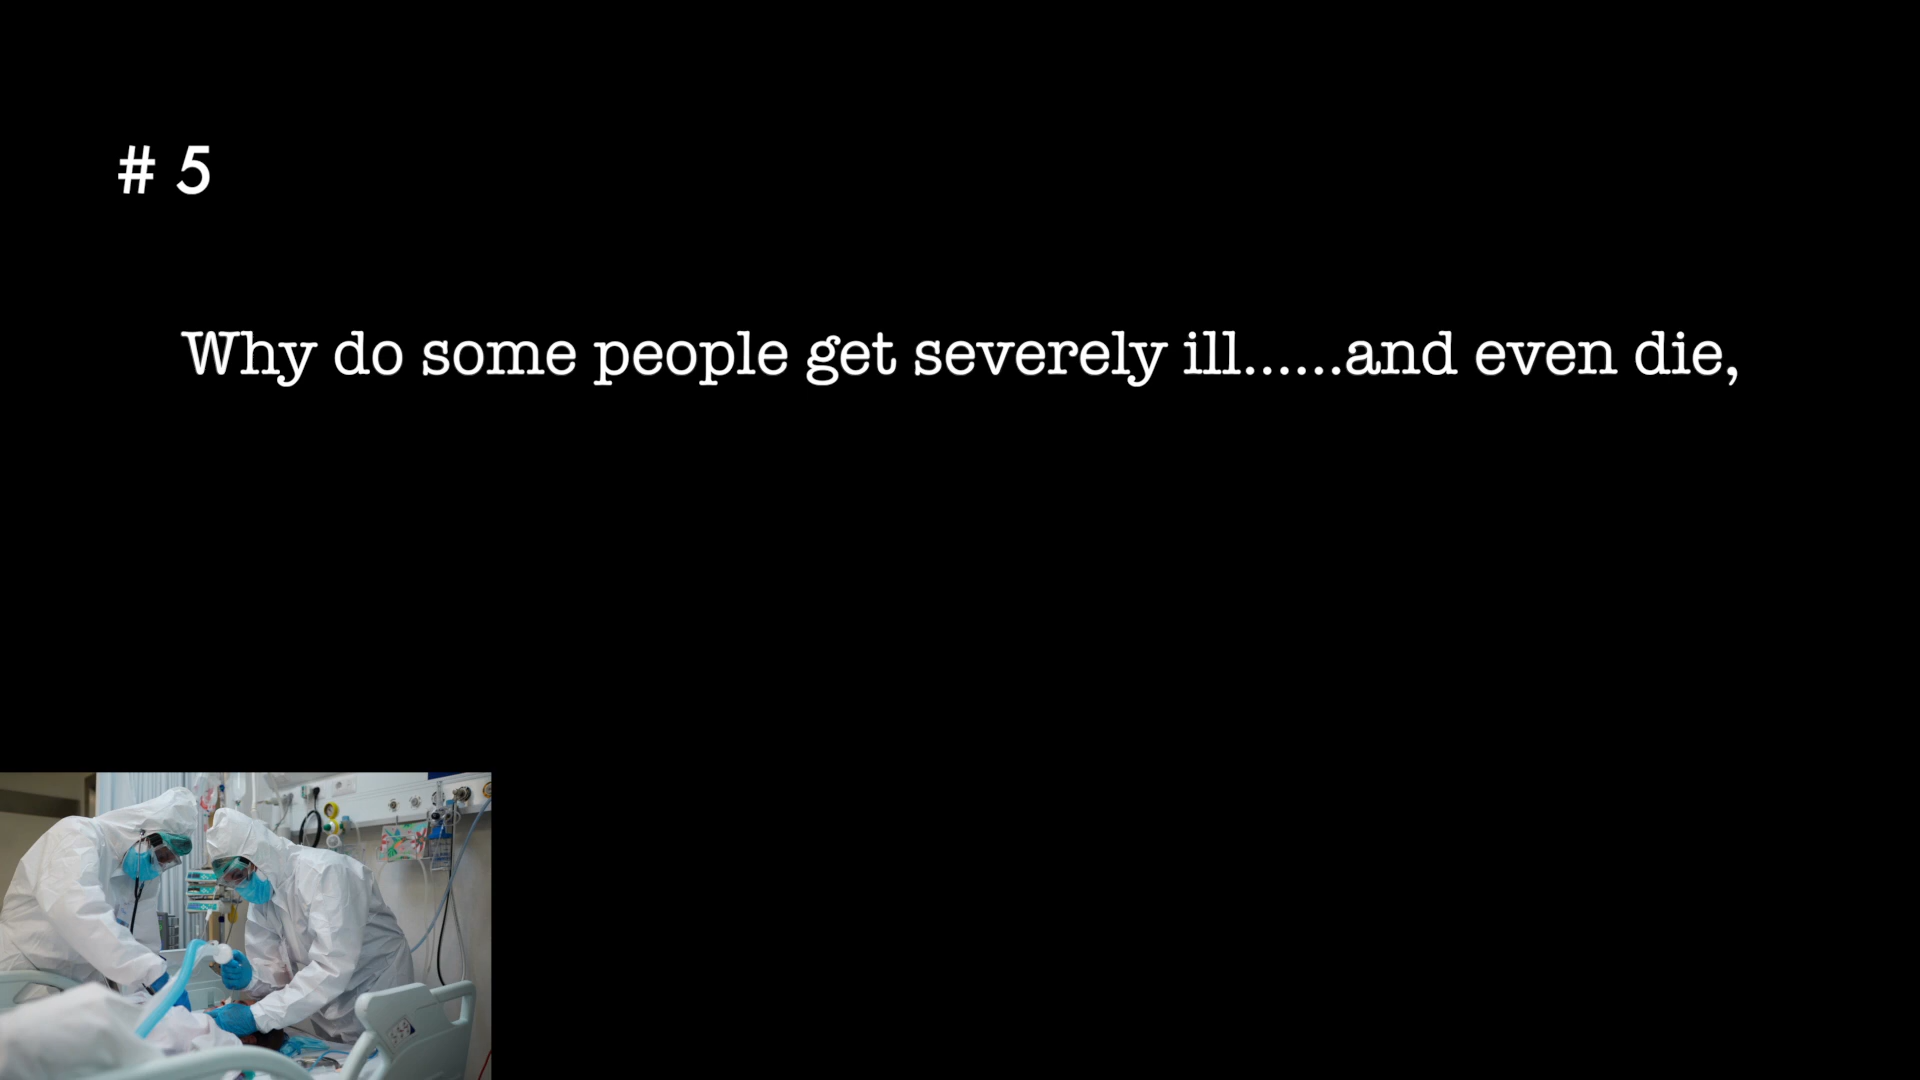 # 5
Why do some people get severely ill......and even die,